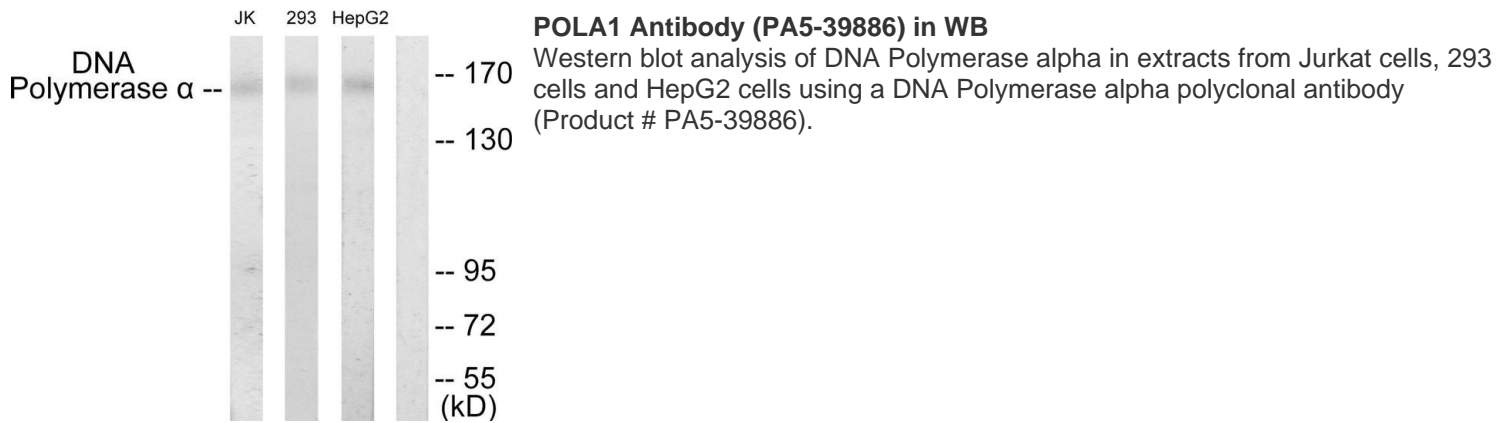 JK 293 HepG2
DNA
Polymerase α --
-- 170
-- 130
-- 95
-- 72
-- 55
(kD)
POLA1 Antibody (PA5-39886) in WB
Western blot analysis of DNA Polymerase alpha in extracts from Jurkat cells, 293
cells and HepG2 cells using a DNA Polymerase alpha polyclonal antibody
(Product # PA5-39886).